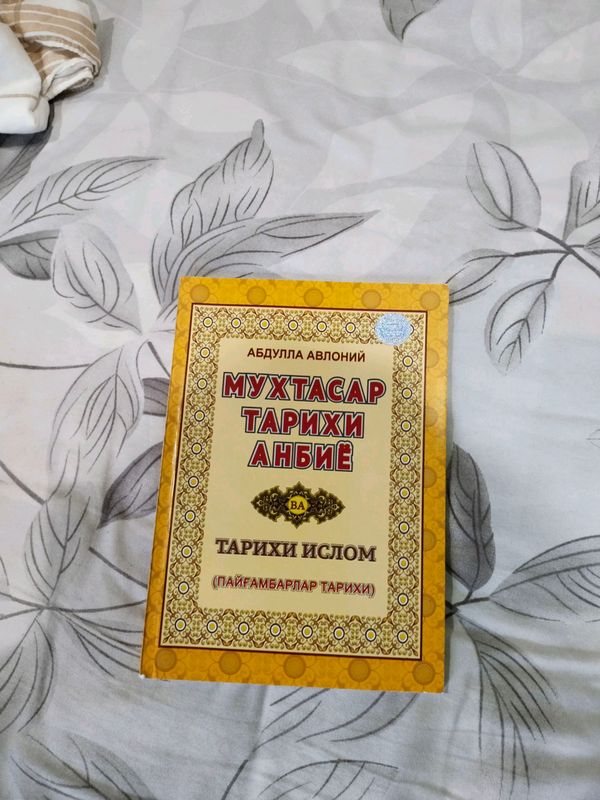 АБДУЛЛА АВЛОНИЙ
МУХТАСАР
ТАРИХИ
АНБИЁ
ВА
ТАРИХИ ИСЛОМ
(ПАЙҒАМБАРЛАР ТАРИХИ)